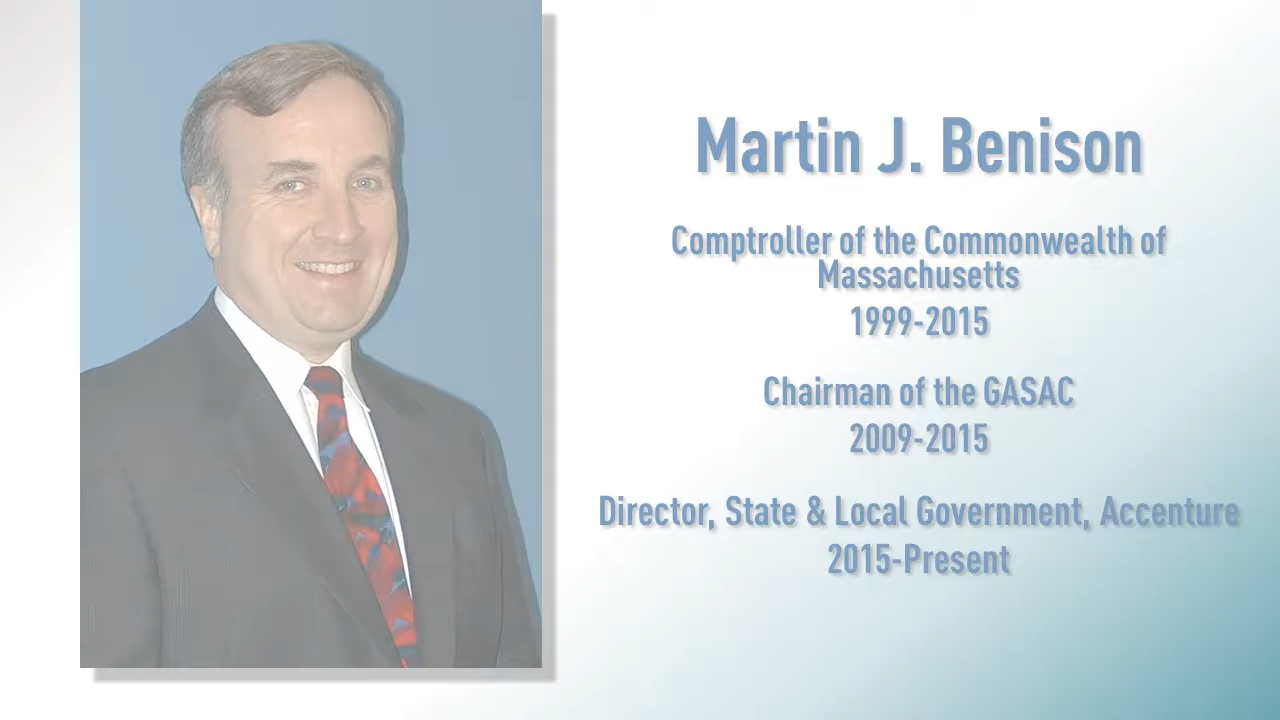 Martin J. Benison
Comptroller of the Commonwealth of
Massachusetts
1999-2015
Chairman of the GASAC
2009-2015
Director, State & Local Government, Accenture
2015-Present